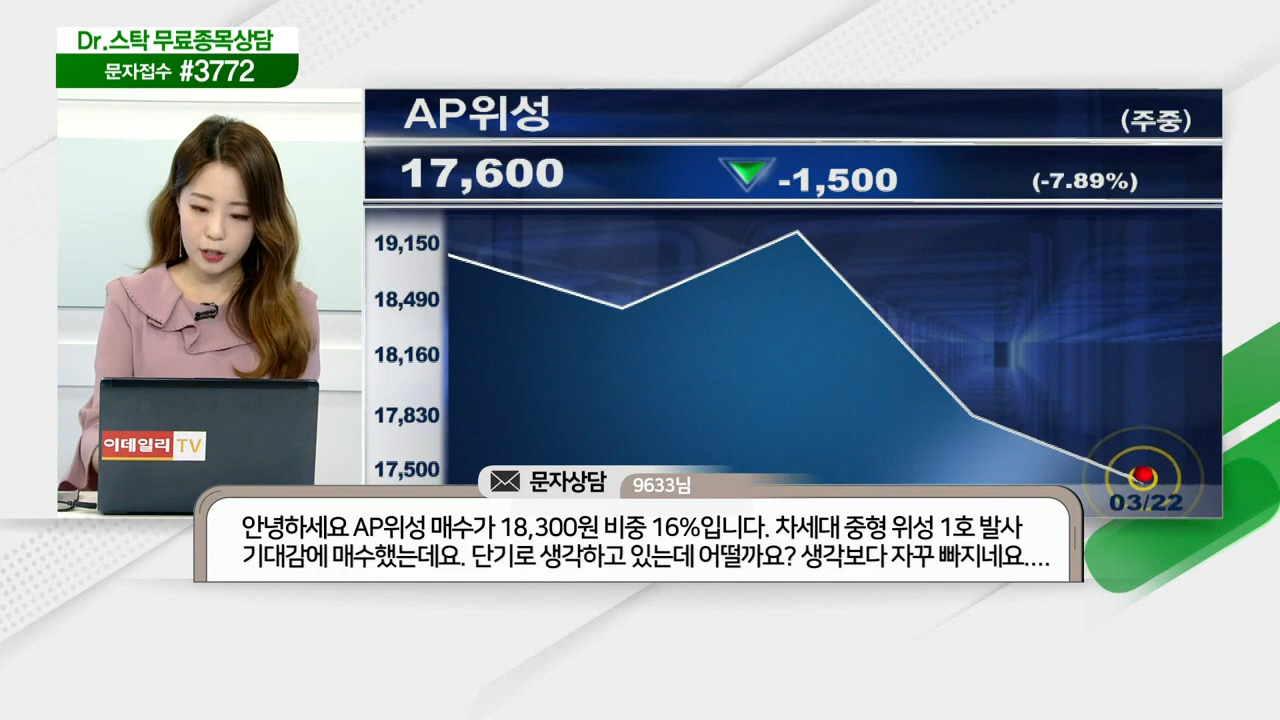 Dr.스탁 무료종목상담
문자접수 #3772
AP위성
(주중)
17,600
-1,500
(-7.89%)
19,150
18,490
18,160
17,830
17,500
03/22
이데일리 TV
문자상담
9633님
안녕하세요 AP위성 매수가 18,300원 비중 16%입니다. 차세대 중형 위성 1호 발사
기대감에 매수했는데요. 단기로 생각하고 있는데 어떨까요? 생각보다 자꾸 빠지네요....